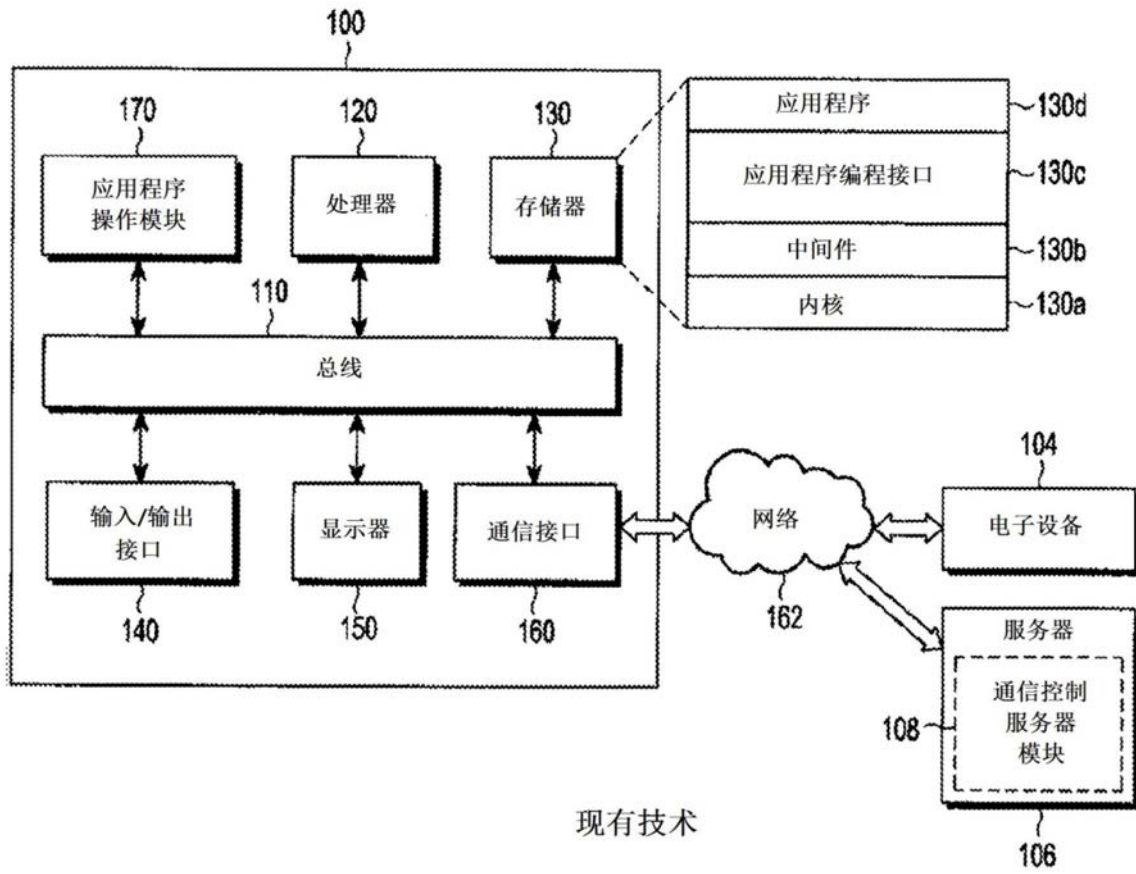 100
170
120
130
应用程序
操作模块
处理器
存储器
应用程序
130d
应用程序编程接口
130c
中间件
130b
内核
130a
110
总线
输入/输出
接口
显示器
通信接口
140
150
160
网络
162
104
电子设备
服务器
通信控制
服务器
模块
108
106
现有技术